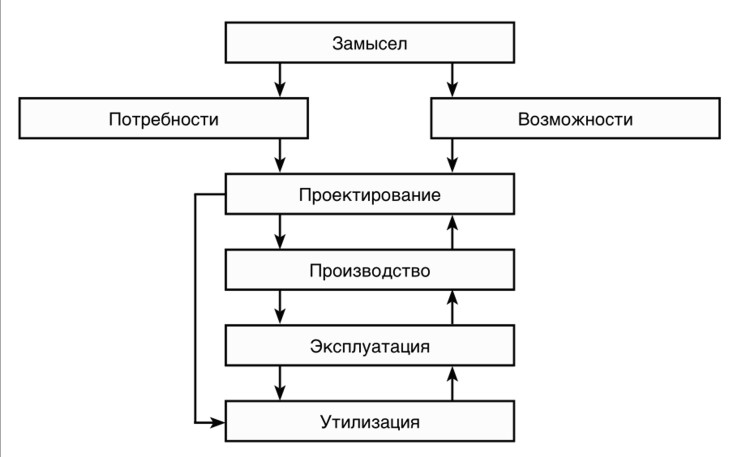 Замысел
Потребности
Возможности
Проектирование
Производство
Эксплуатация
Утилизация